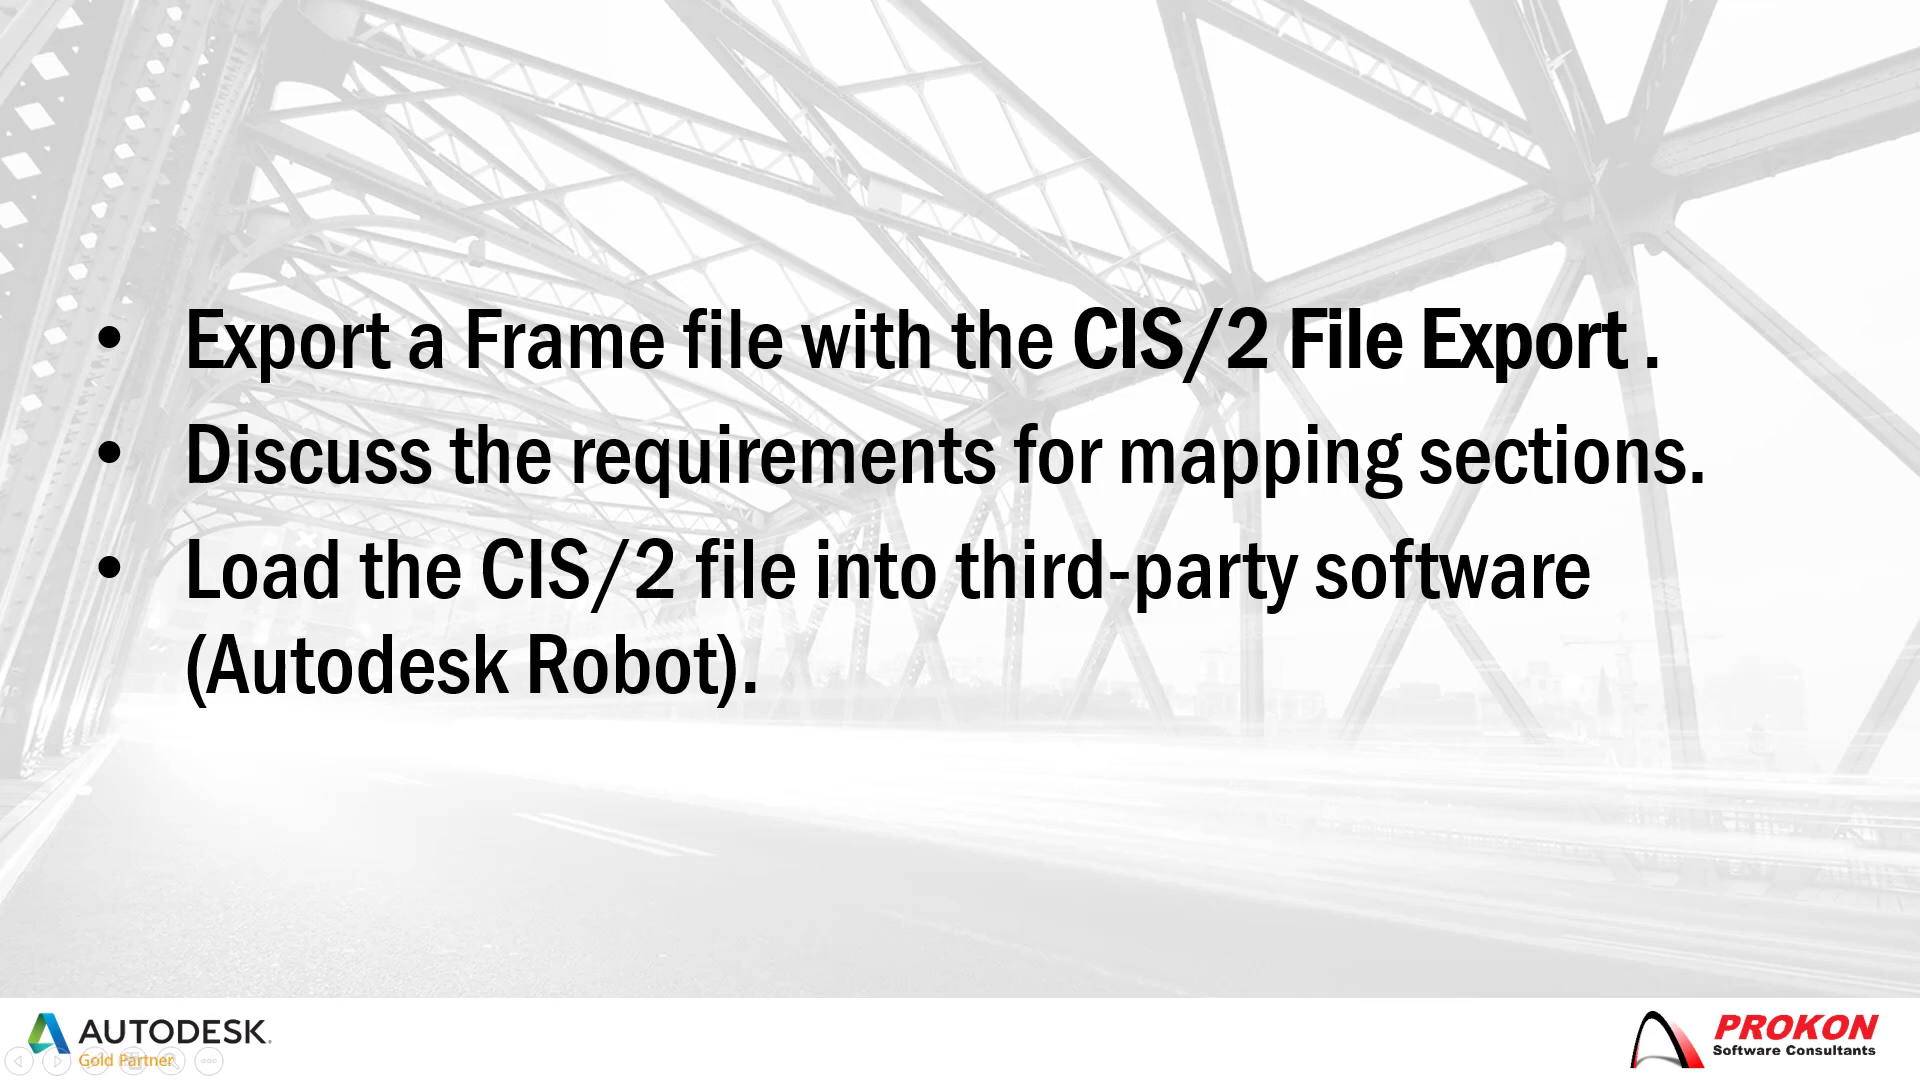 • Export a Frame file with the CIS/2 File Export .
• Discuss the requirements for mapping sections.
• Load the CIS/2 file into third-party software
(Autodesk Robot).
AUTODESK.
Gold Partner
PROKON
Software Consultants